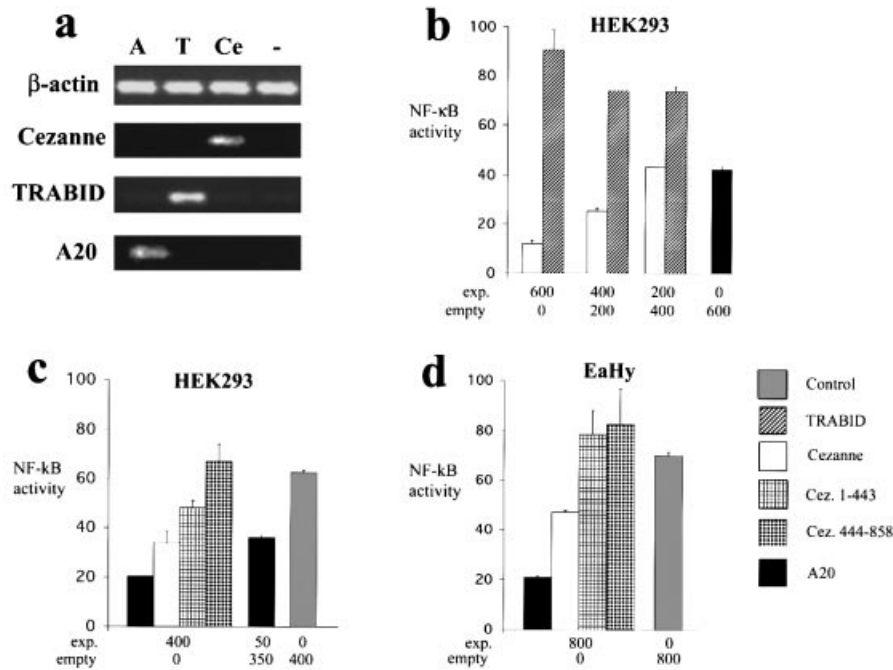 a
A T Ce -
β-actin
Cezanne
TRABID
A20
b
HEK293
NF-κB
activity
100
80
60
40
20
0
exp. 600 400 200 0
empty 0 200 400 600
c
HEK293
NF-kB
activity
100
80
60
40
20
0
exp. 400 50 0
empty 0 350 400
d
EaHy
NF-kB
activity
100
80
60
40
20
0
exp. 800 0
empty 0 800
Control
TRABID
Cezanne
Cez. 1-443
Cez. 444-858
A20